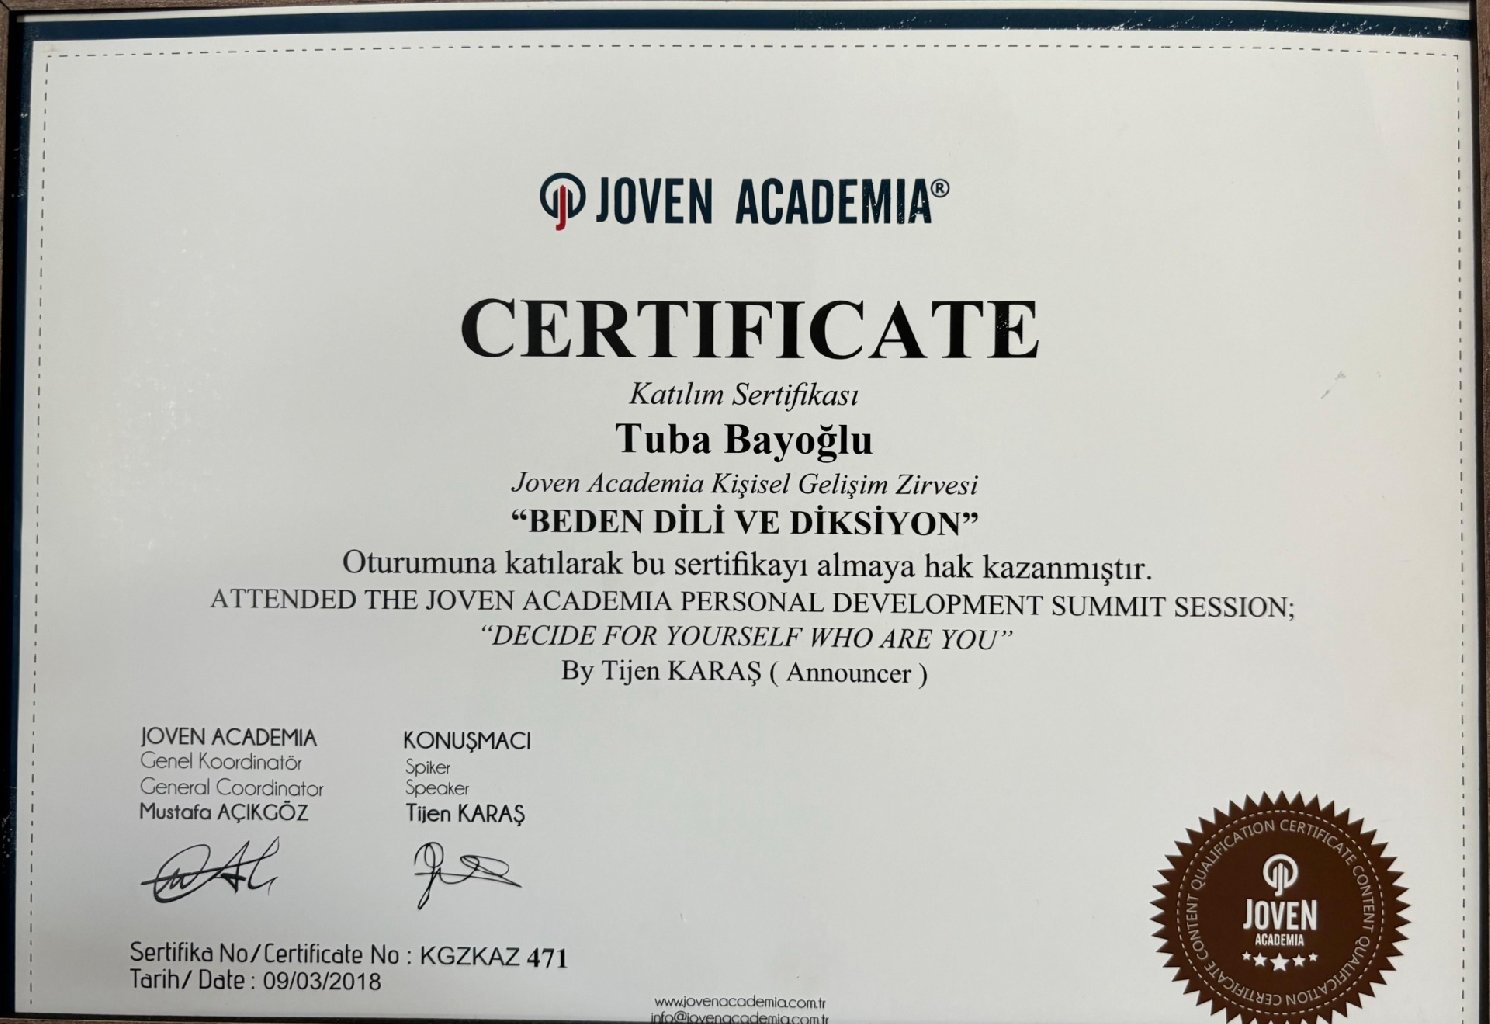 JOVEN ACADEMIA®
CERTIFICATE
Katılım Sertifikası
Tuba Bayoğlu
Joven Academia Kişisel Gelişim Zirvesi
“BEDEN DİLİ VE DİKSİYON”
Oturumuna katılarak bu sertifikayı almaya hak kazanmıştır.
ATTENDED THE JOVEN ACADEMIA PERSONAL DEVELOPMENT SUMMIT SESSION;
“DECIDE FOR YOURSELF WHO ARE YOU”
By Tijen KARAŞ ( Announcer )
JOVEN ACADEMIA
Genel Koordinatör
General Coordinator
Mustafa AÇIKGÖZ
KONUŞMACI
Spiker
Speaker
Tijen KARAŞ
Sertifika No/Certificate No : KGZKAZ 471
Tarih/ Date : 09/03/2018
www.jovenacademia.com.tr
info@jovenacademia.com.tr
CONTENT QUALIFICATION CERTIFICATE CONTENT QUALIFICATION CERTIFICATE
JOVEN
ACADEMIA